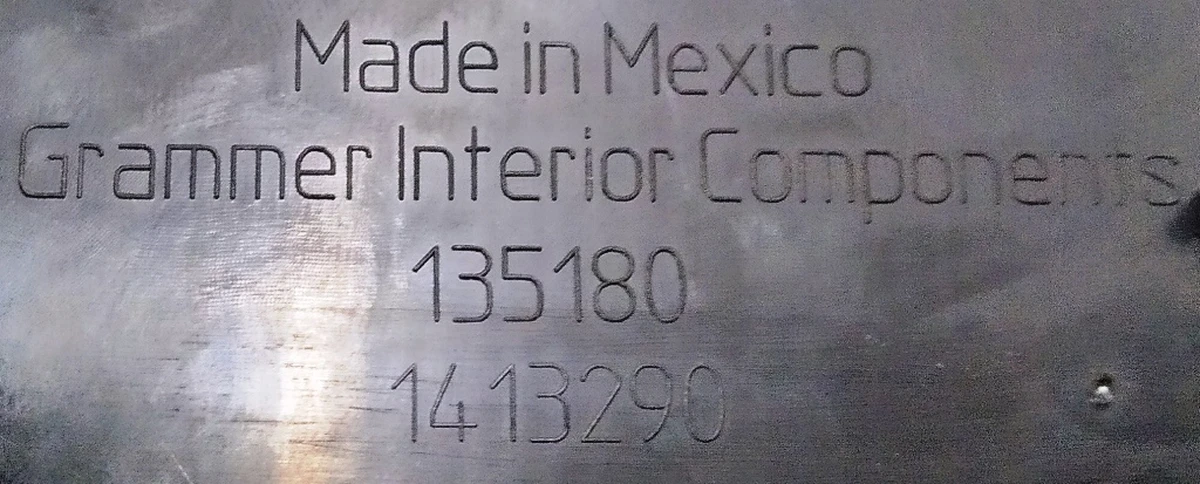 Made in Mexico
Grammer Interior Components
135180
1413290